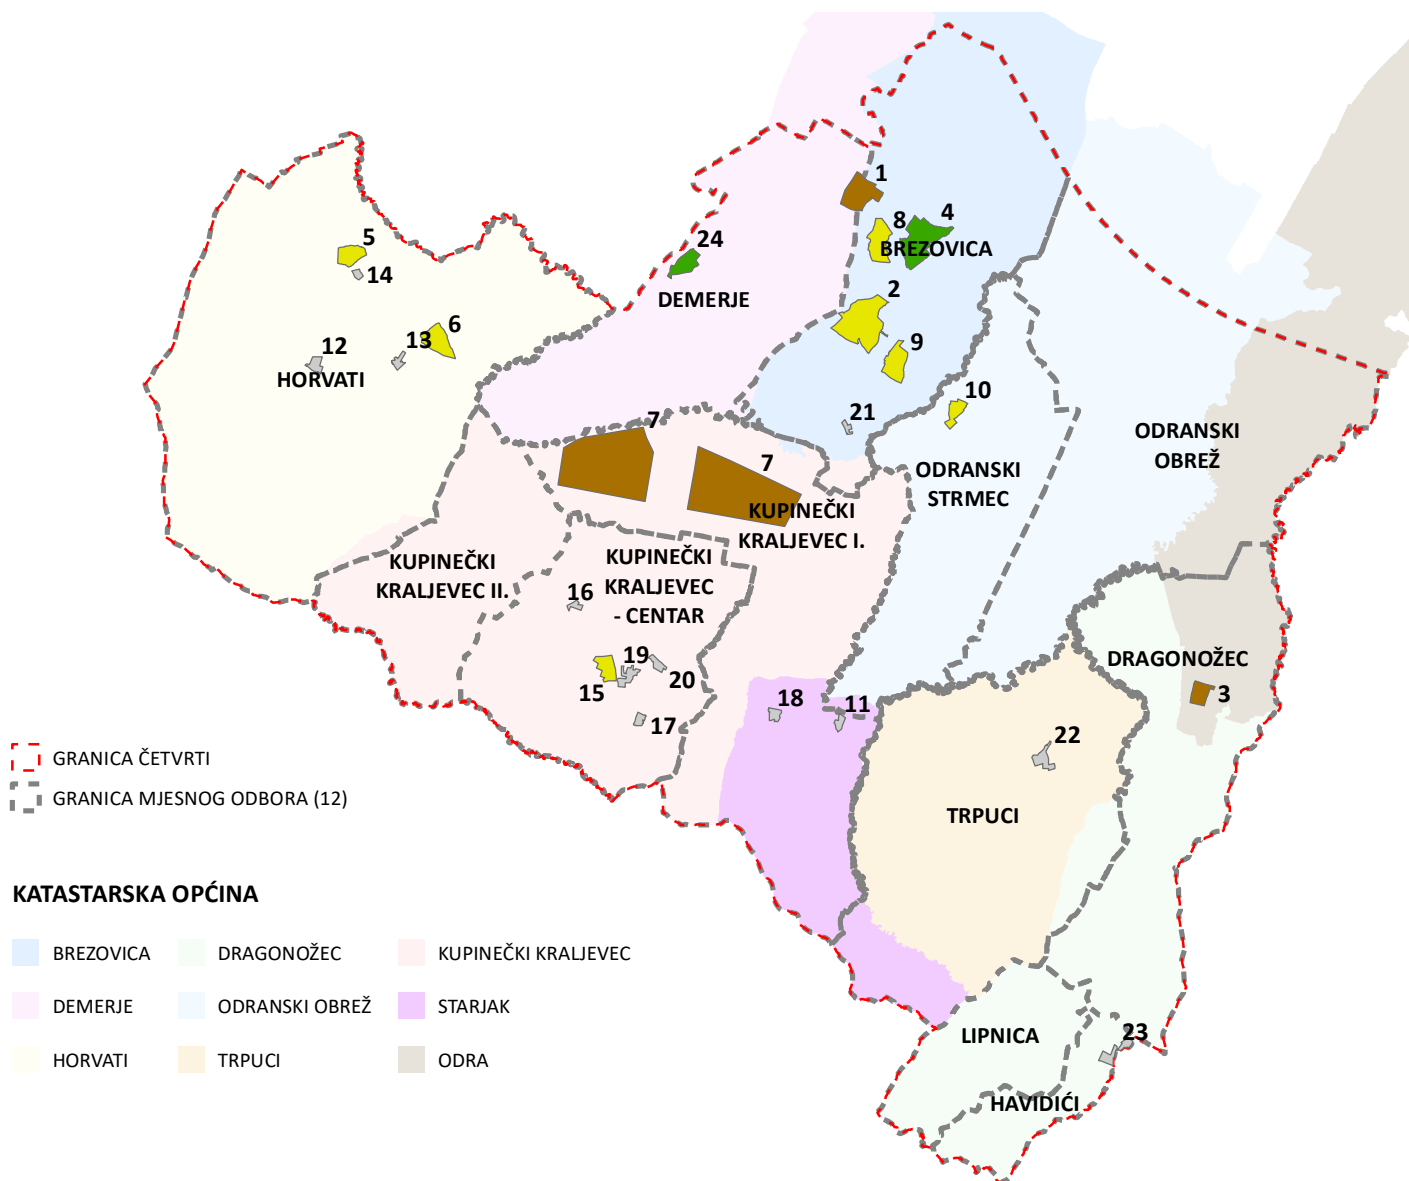 1
8
4
BREZOVICA
5
14
24
DEMERJE
2
9
12
13
6
HORVATI
10
21
7
7
ODRANSKI
OBREŽ
ODRANSKI
STRMEC
KUPINEČKI
KRALJEVEC I.
KUPINEČKI
KRALJEVEC II.
KUPINEČKI
KRALJEVEC
- CENTAR
16
19
15
20
17
18
11
DRAGONOŽEC
3
22
TRPUCI
LIPNICA
23
HAVIDIĆI
GRANICA ČETVRTI
GRANICA MJESNOG ODBORA (12)
KATASTARSKA OPĆINA
BREZOVICA
DRAGONOŽEC
KUPINEČKI KRALJEVEC
DEMERJE
ODRANSKI OBREŽ
STARJAK
HORVATI
TRPUCI
ODRA